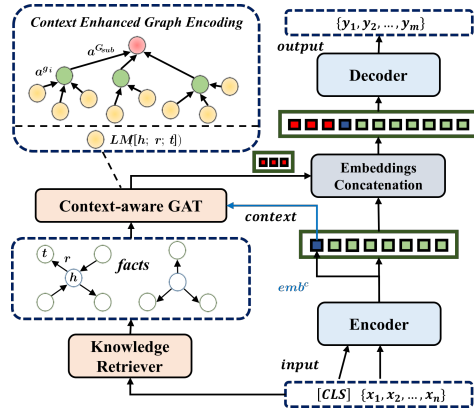 Context Enhanced Graph Encoding
a^{G_{sub}}
a^{g_i}
LM([h; r; t])
{y_1, y_2, ..., y_m}
output
Decoder
Embeddings
Concatenation
Context-aware GAT
context
t
r
h
facts
emb^c
Encoder
Knowledge
Retriever
input
[CLS] {x_1, x_2, ..., x_n}